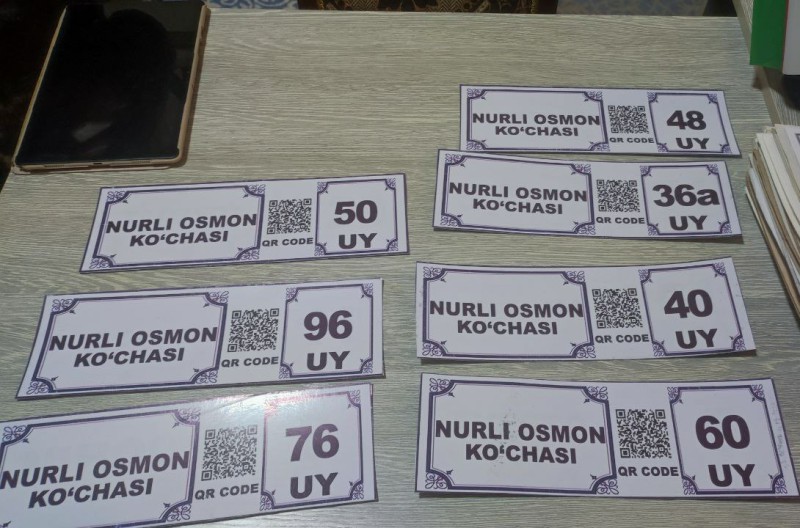 NURLI OSMON
KO‘CHASI
QR CODE
48
UY
NURLI OSMON
KO‘CHASI
QR CODE
36a
UY
NURLI OSMON
KO‘CHASI
QR CODE
50
UY
NURLI OSMON
KO‘CHASI
QR CODE
40
UY
NURLI OSMON
KO‘CHASI
QR CODE
96
UY
NURLI OSMON
KO‘CHASI
QR CODE
60
UY
NURLI OSMON
KO‘CHASI
QR CODE
76
UY